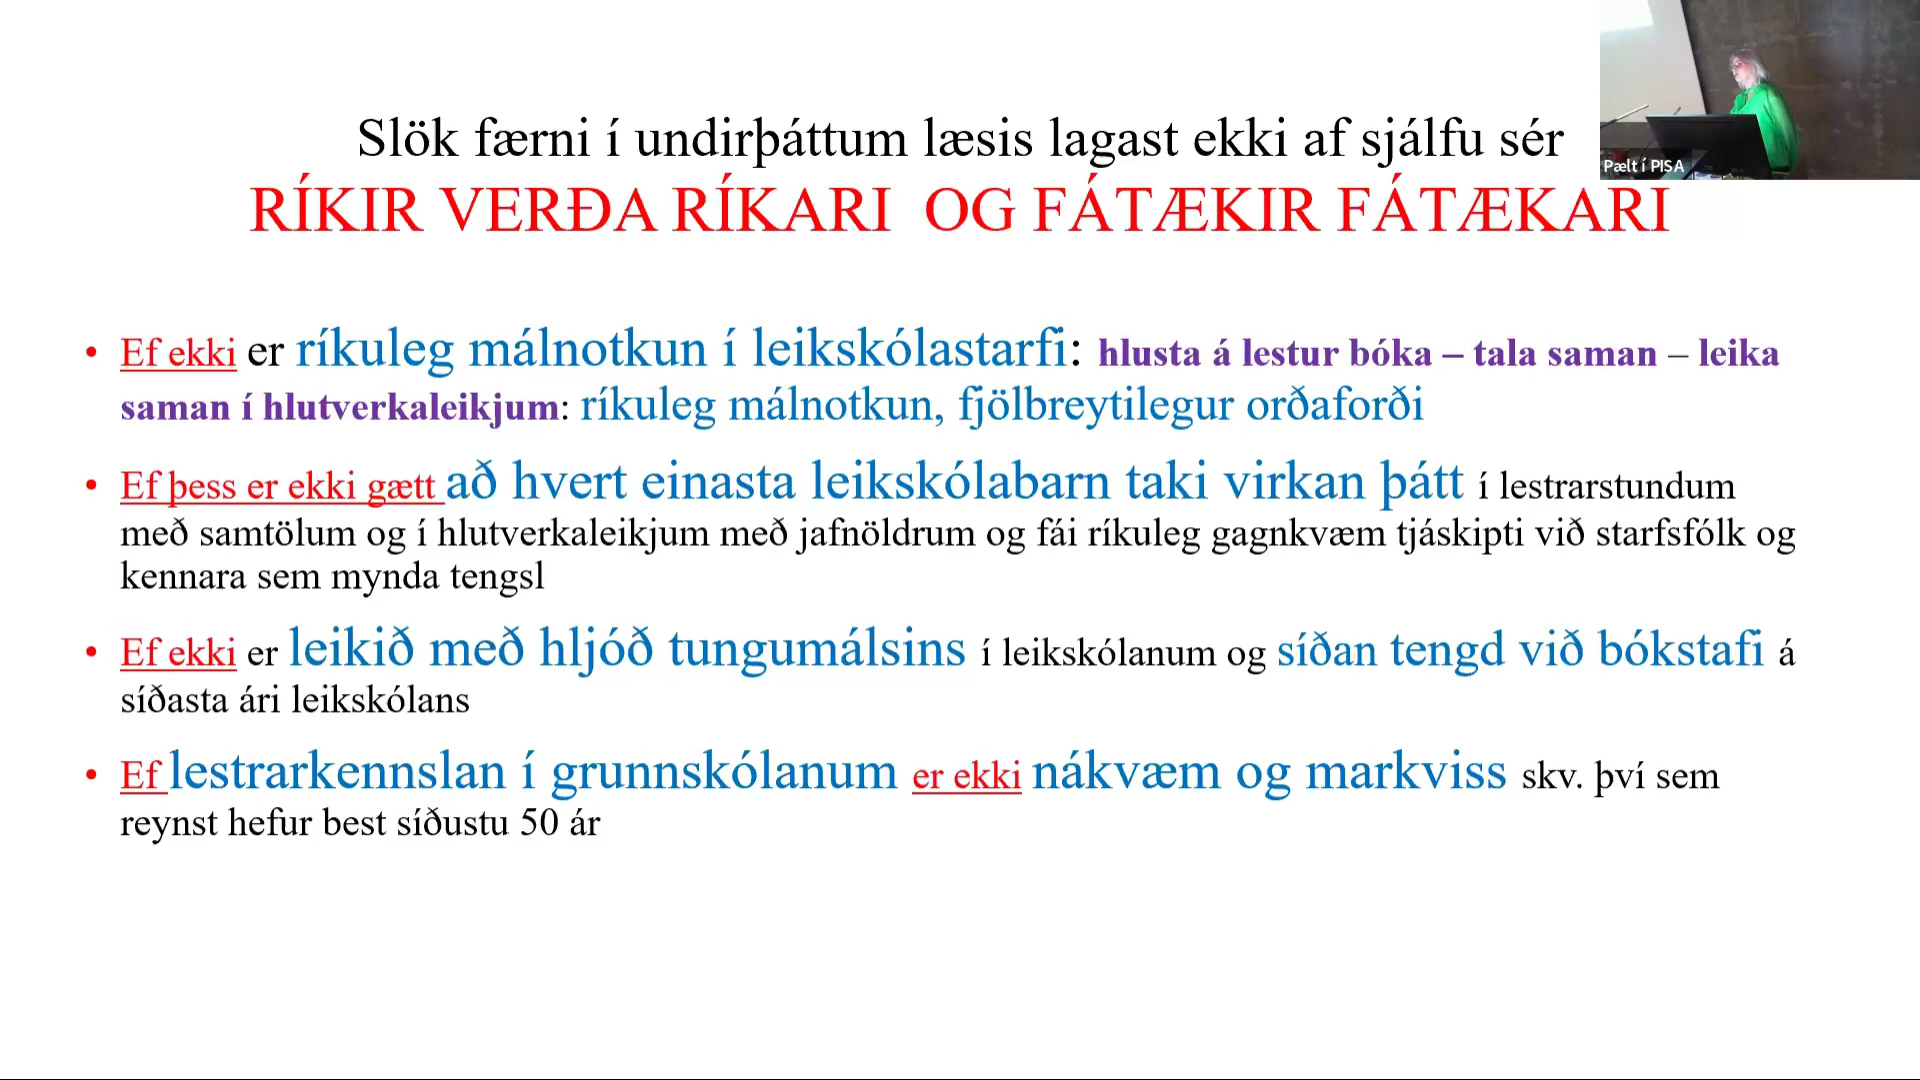 Slök færni í undirþáttum læsis lagast ekki af sjálfu sér
RÍKIR VERÐA RÍKARI OG FÁTÆKIR FÁTÆKARI
Pælt í PISA
• Ef ekki er ríkuleg málnotkun í leikskólastarfi: hlusta á lestur bóka – tala saman – leika
saman í hlutverkaleikjum: ríkuleg málnotkun, fjölbreytilegur orðaforði
• Ef þess er ekki gætt að hvert einasta leikskólabarn taki virkan þátt í lestrarstundum
með samtölum og í hlutverkaleikjum með jafnöldrum og fái ríkuleg gagnkvæm tjáskipti við starfsfólk og
kennara sem mynda tengsl
• Ef ekki er leikið með hljóð tungumálsins í leikskólanum og síðan tengd við bókstafi á
síðasta ári leikskólans
• Ef lestrarkennslan í grunnskólanum er ekki nákvæm og markviss skv. því sem
reynst hefur best síðustu 50 ár